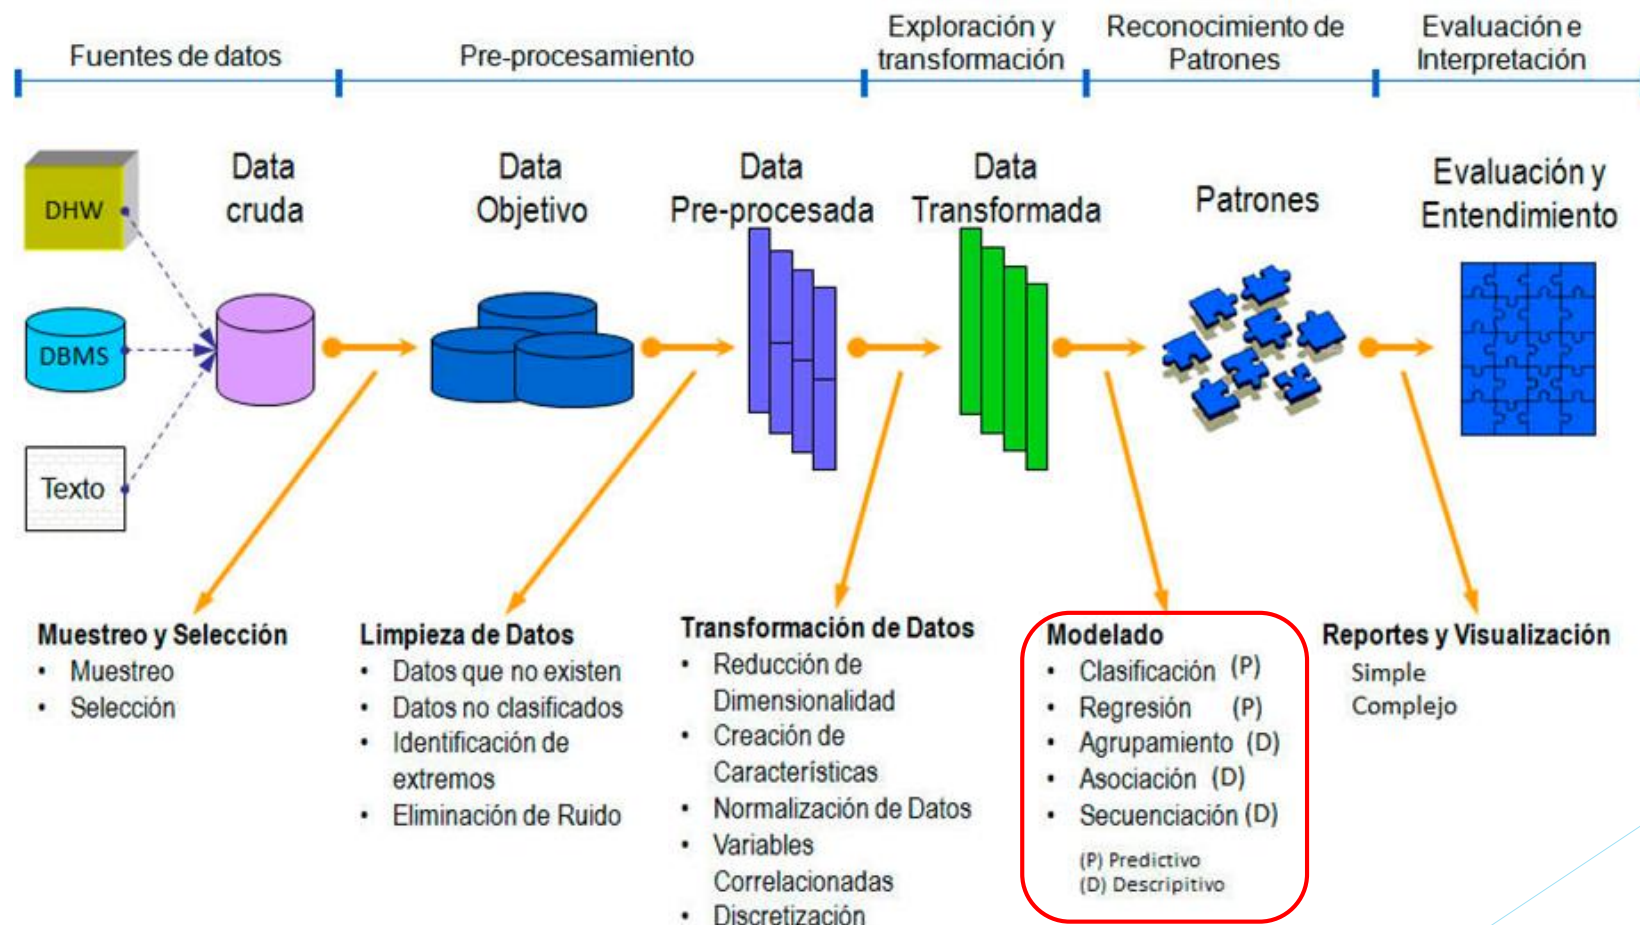 Fuentes de datos
Pre-procesamiento
Exploración y
transformación
Reconocimiento de
Patrones
Evaluación e
Interpretación
DHW
DBMS
Texto
Data
cruda
Data
Objetivo
Data
Pre-procesada
Data
Transformada
Patrones
Evaluación y
Entendimiento
Muestreo y Selección
• Muestreo
• Selección
Limpieza de Datos
• Datos que no existen
• Datos no clasificados
• Identificación de
extremos
• Eliminación de Ruido
Transformación de Datos
• Reducción de
Dimensionalidad
• Creación de
Características
• Normalización de Datos
• Variables
Correlacionadas
• Discretización
Modelado
• Clasificación (P)
• Regresión (P)
• Agrupamiento (D)
• Asociación (D)
• Secuenciación (D)
(P) Predictivo
(D) Descripitivo
Reportes y Visualización
Simple
Complejo